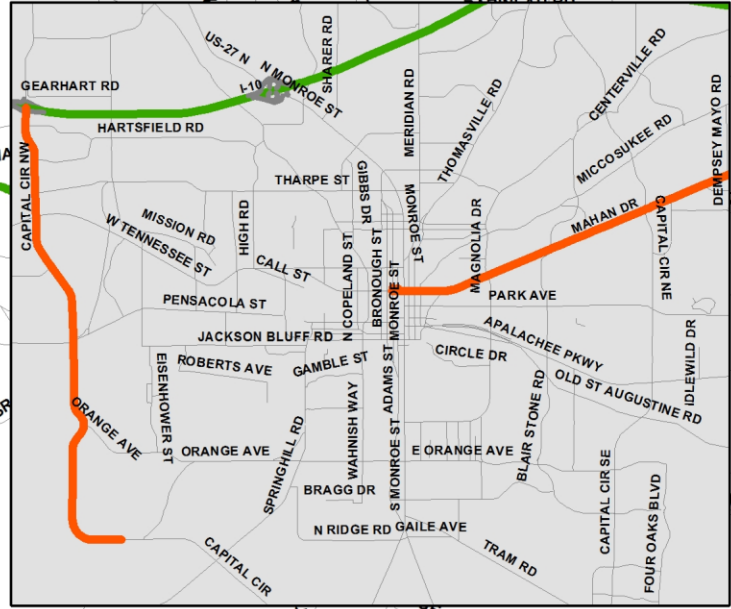 US-27 N
N MONROE ST
SHARER RD
CENTERVILLE RD
GEARHART RD
I-10
MERIDIAN RD
THOMASVILLE RD
DEMPSEY MAYO RD
HARTSFIELD RD
MICCOSUKEE RD
CAPITAL CIR NW
THARPE ST
GIBBS DR
MONROE ST
MISSION RD
HIGH RD
W TENNESSEE ST
CALL ST
N COPELAND ST
BRONOUGH ST
MONROE ST
MAGNOLIA DR
MAHAN DR
CAPITAL CIR NE
PENSACOLA ST
PARK AVE
JACKSON BLUFF RD
APALACHEE PKWY
IDLEWILD DR
EISENHOWER ST
ROBERTS AVE
GAMBLE ST
ADAMS ST
CIRCLE DR
OLD ST AUGUSTINE RD
ORANGE AVE
ORANGE AVE
SPRINGHILL RD
WAHNISH WAY
S MONROE ST
E ORANGE AVE
BLAIR STONE RD
BRAGG DR
N RIDGE RD
GAILE AVE
CAPITAL CIR SE
FOUR OAKS BLVD
CAPITAL CIR
TRAM RD